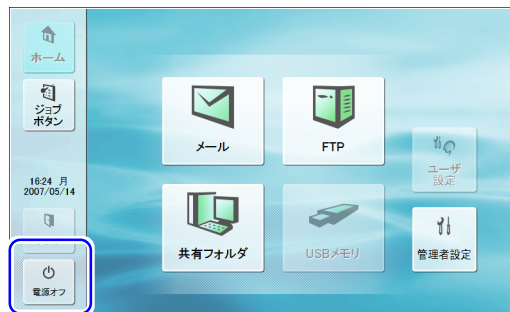 ホーム
ジョブ
ボタン
16:24 月
2007/05/14
電源オフ
メール
FTP
共有フォルダ
USBメモリ
ユーザ
設定
管理者設定